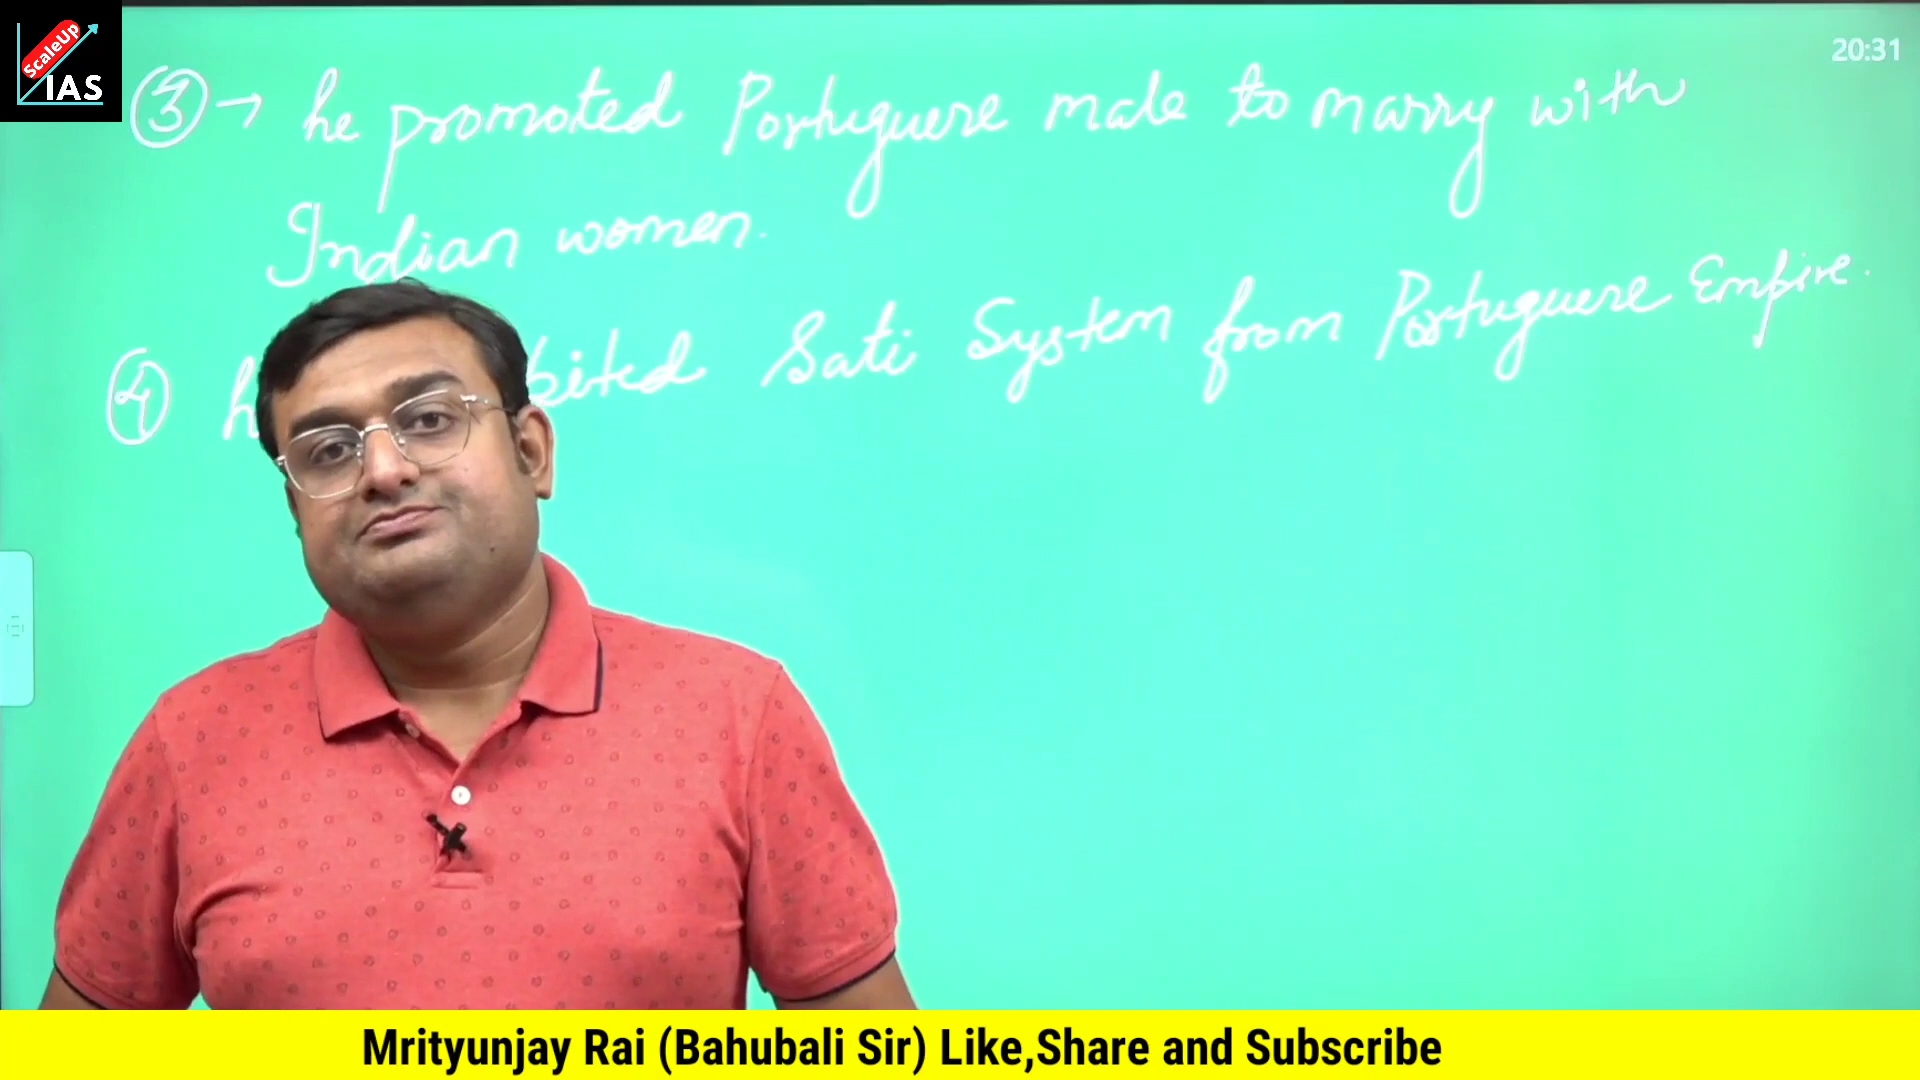 ScaleUp
IAS
20:31
3 → he promoted Portuguese male to marry with
Indian women.
4 Sati System from Portuguese Empire.
Mrityunjay Rai (Bahubali Sir) Like,Share and Subscribe